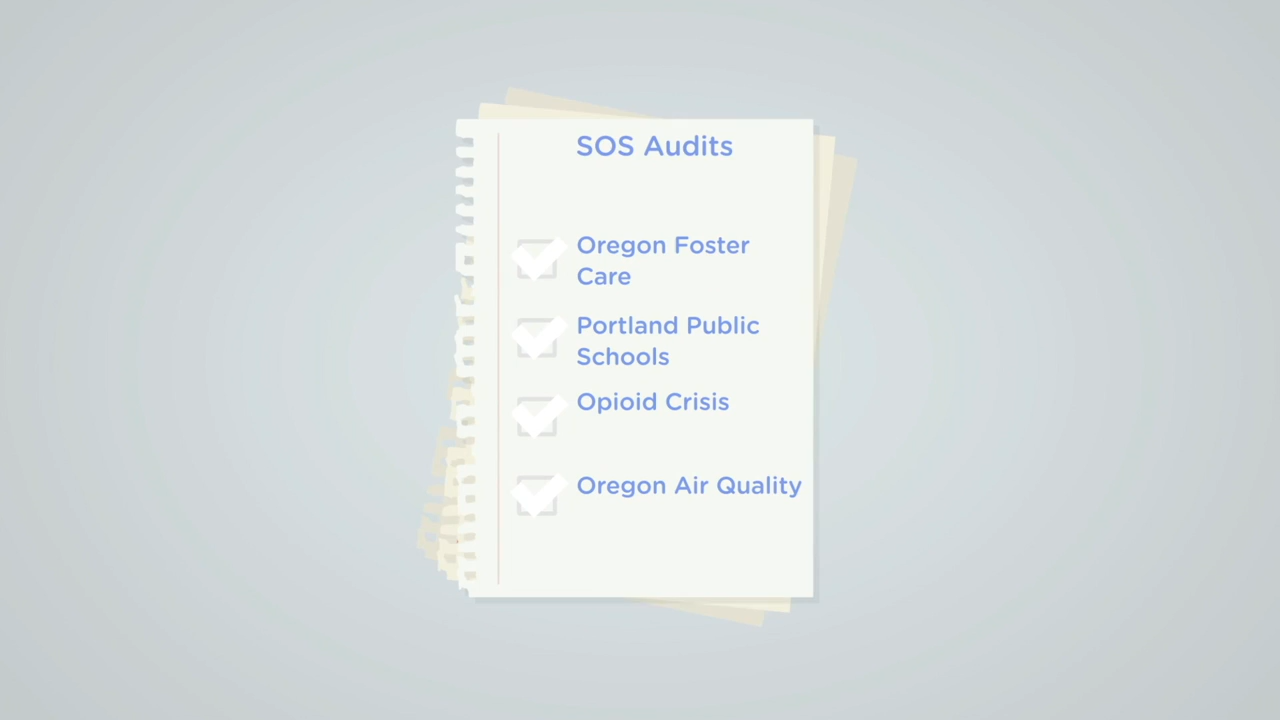 SOS Audits
Oregon Foster
Care
Portland Public
Schools
Opioid Crisis
Oregon Air Quality